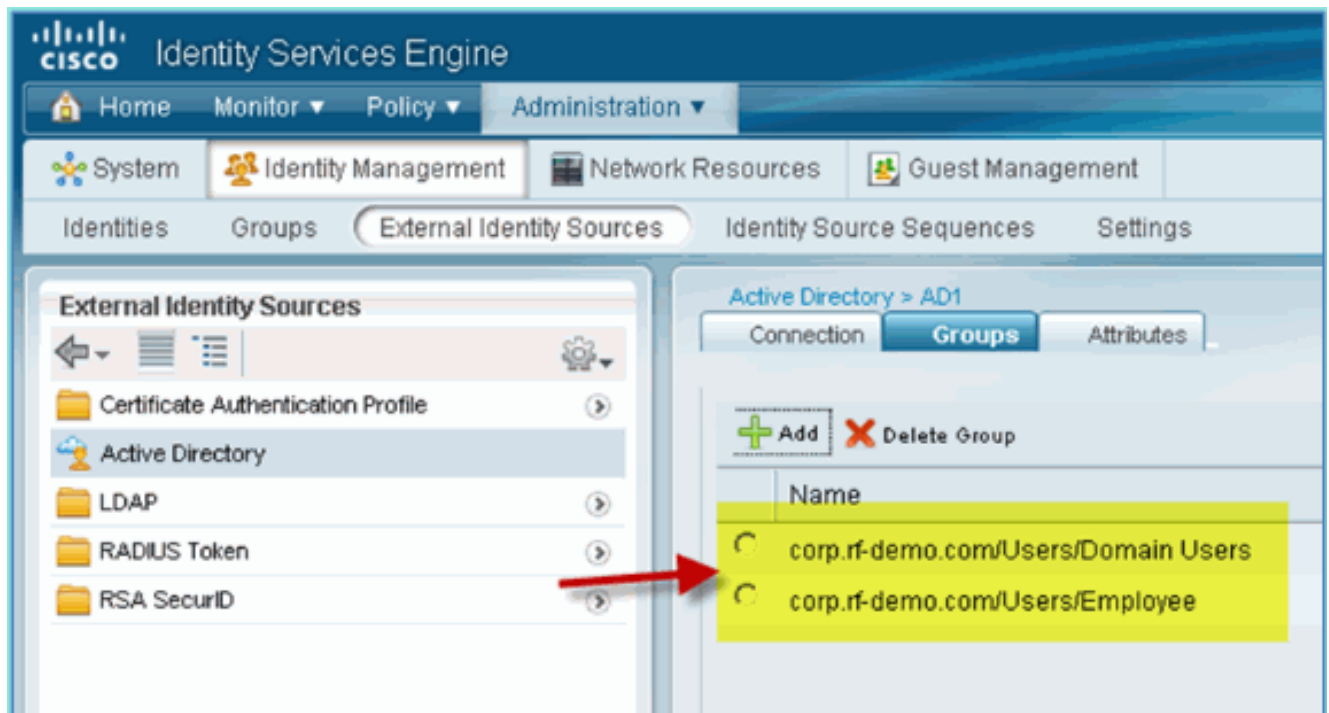 CISCO Identity Services Engine
Home Monitor Policy Administration
System Identity Management Network Resources Guest Management
Identities Groups External Identity Sources Identity Source Sequences Settings
External Identity Sources
Certificate Authentication Profile
Active Directory
LDAP
RADIUS Token
RSA SecurID
Active Directory > AD1
Connection Groups Attributes
Add Delete Group
Name
corp.rf-demo.com/Users/Domain Users
corp.rf-demo.com/Users/Employee